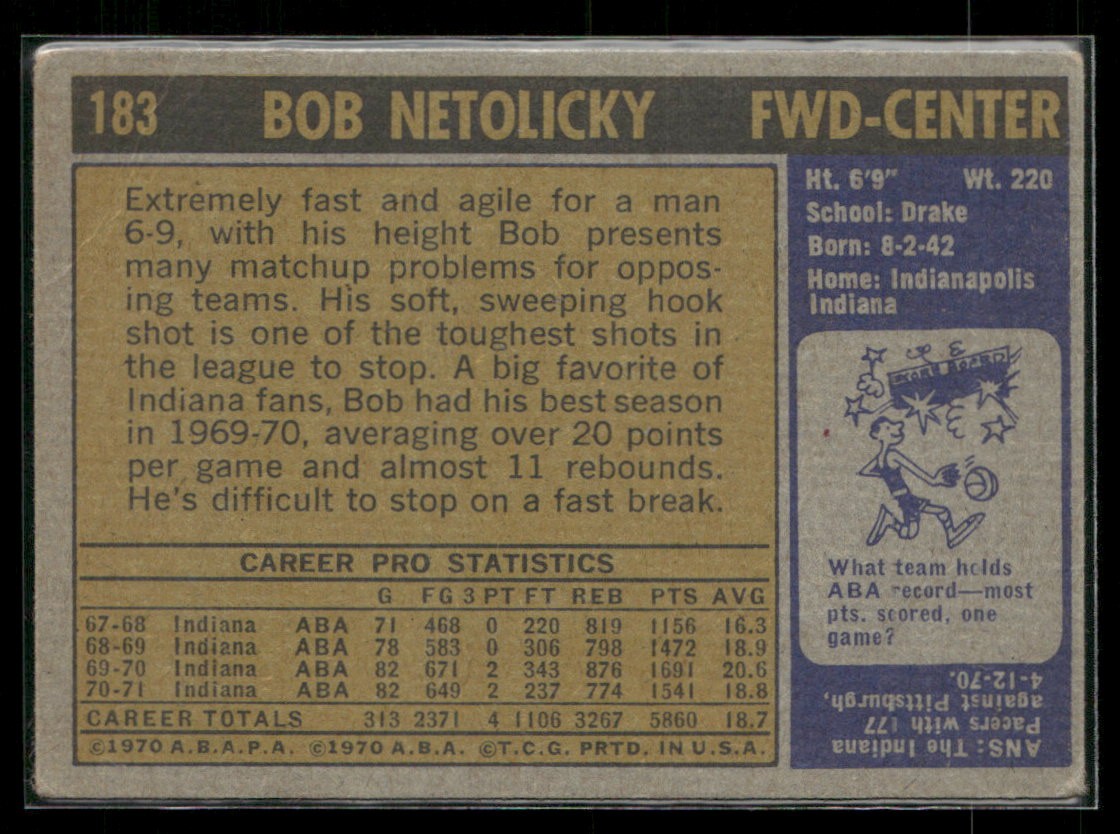 183 BOB NETOLICKY FWD-CENTER
Extremely fast and agile for a man
6-9, with his height Bob presents
many matchup problems for oppos-
ing teams. His soft, sweeping hook
shot is one of the toughest shots in
the league to stop. A big favorite of
Indiana fans, Bob had his best season
in 1969-70, averaging over 20 points
per game and almost 11 rebounds.
He's difficult to stop on a fast break.
CAREER PRO STATISTICS
G FG 3 PT FT REB PTS AVG
67-68 Indiana ABA 71 468 0 220 819 1156 16.3
68-69 Indiana ABA 78 583 0 306 798 1472 18.9
69-70 Indiana ABA 82 671 2 343 876 1691 20.6
70-71 Indiana ABA 82 649 2 237 774 1541 18.8
CAREER TOTALS 313 2371 4 1106 3267 5860 18.7
©1970 A.B.A.P.A. ©1970 A.B.A. ©T.C.G. PRTD. IN U.S.A.
Ht. 6'9" Wt. 220
School: Drake
Born: 8-2-42
Home: Indianapolis
Indiana
SCORE BOARD
What team holds
ABA record—most
pts. scored, one
game?
ANS: The Indiana
Pacers with 177
against Pittsburgh,
4-12-70.